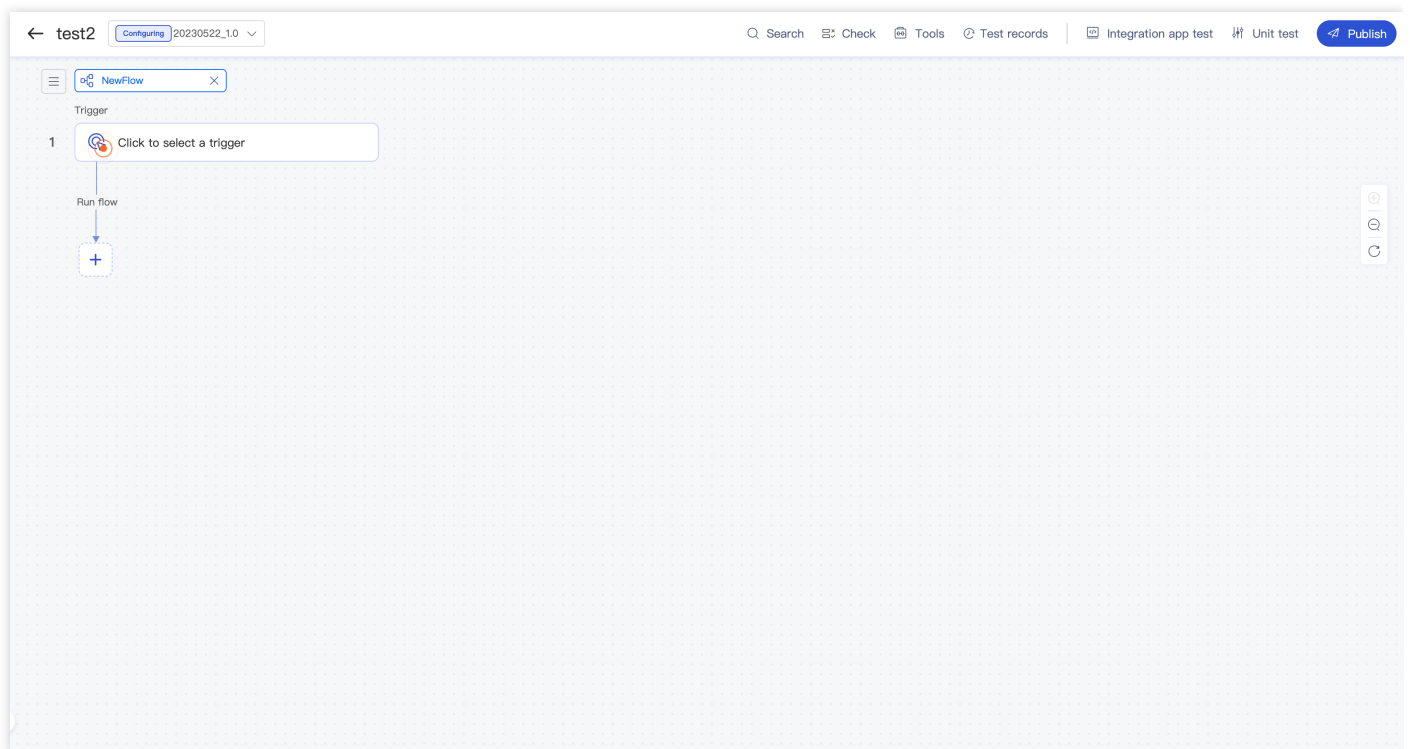 test2 Configuring 20230522_1.0 Search Check Tools Test records Integration app test Unit test Publish
NewFlow
Trigger
1 Click to select a trigger
Run flow